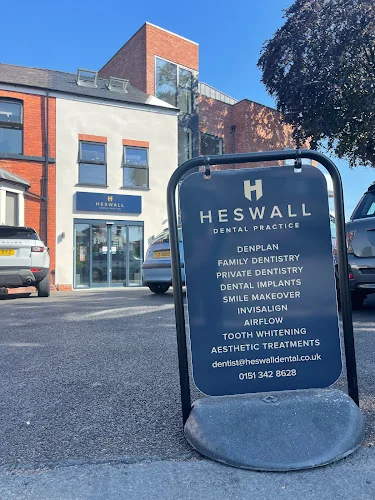 H
HESWALL
DENTAL PRACTICE
DENPLAN
FAMILY DENTISTRY
PRIVATE DENTISTRY
DENTAL IMPLANTS
SMILE MAKEOVER
INVISALIGN
AIRFLOW
TOOTH WHITENING
AESTHETIC TREATMENTS
dentist@heswalldental.co.uk
0151 342 8628
H
HESWALL